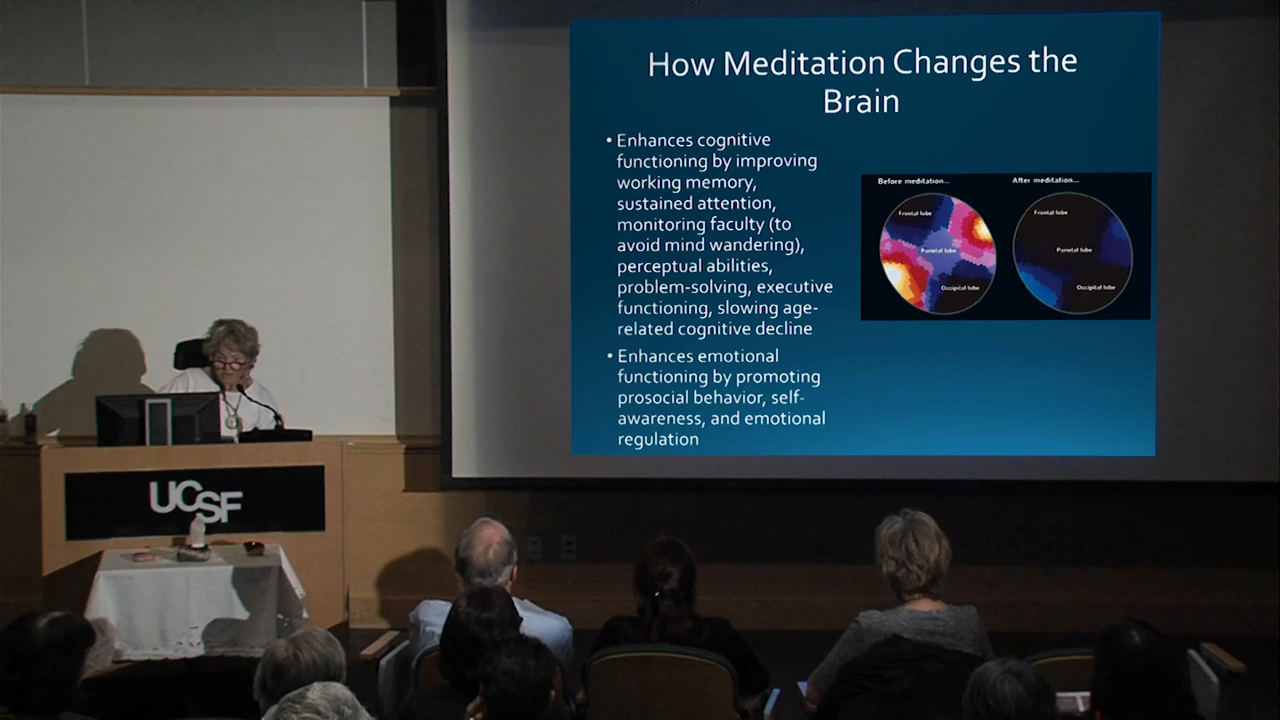 How Meditation Changes the
Brain
• Enhances cognitive
functioning by improving
working memory,
sustained attention,
monitoring faculty (to
avoid mind wandering),
perceptual abilities,
problem-solving, executive
functioning, slowing age-
related cognitive decline
• Enhances emotional
functioning by promoting
prosocial behavior, self-
awareness, and emotional
regulation
Before meditation...
Frontal lobe
Parietal lobe
Occipital lobe
After meditation...
Frontal lobe
Parietal lobe
Occipital lobe
UCSF